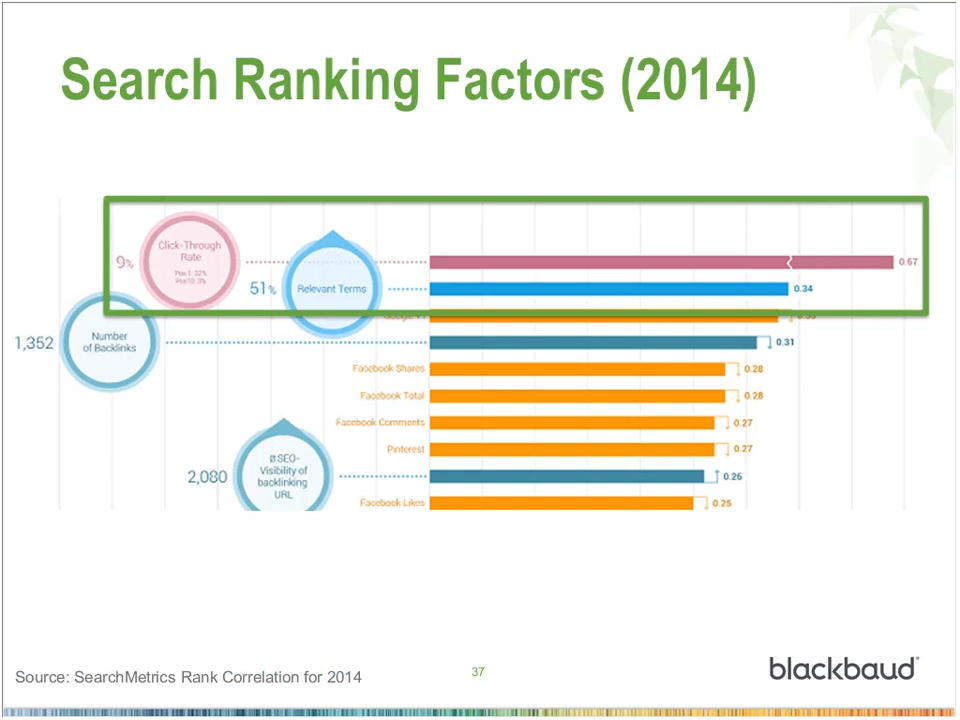 Search Ranking Factors (2014)
9%
Click-Through
Rate
Pos 1: 32%
Pos10: 3%
0.67
51%
Relevant Terms
0.34
1,352
Number
of Backlinks
0.31
Facebook Shares
0.28
Facebook Total
0.28
Facebook Comments
0.27
Pinterest
0.27
2,080
Ø SEO-
Visibility of
backlinking
URL
0.26
Facebook Likes
0.25
Source: SearchMetrics Rank Correlation for 2014
37
blackbaud®